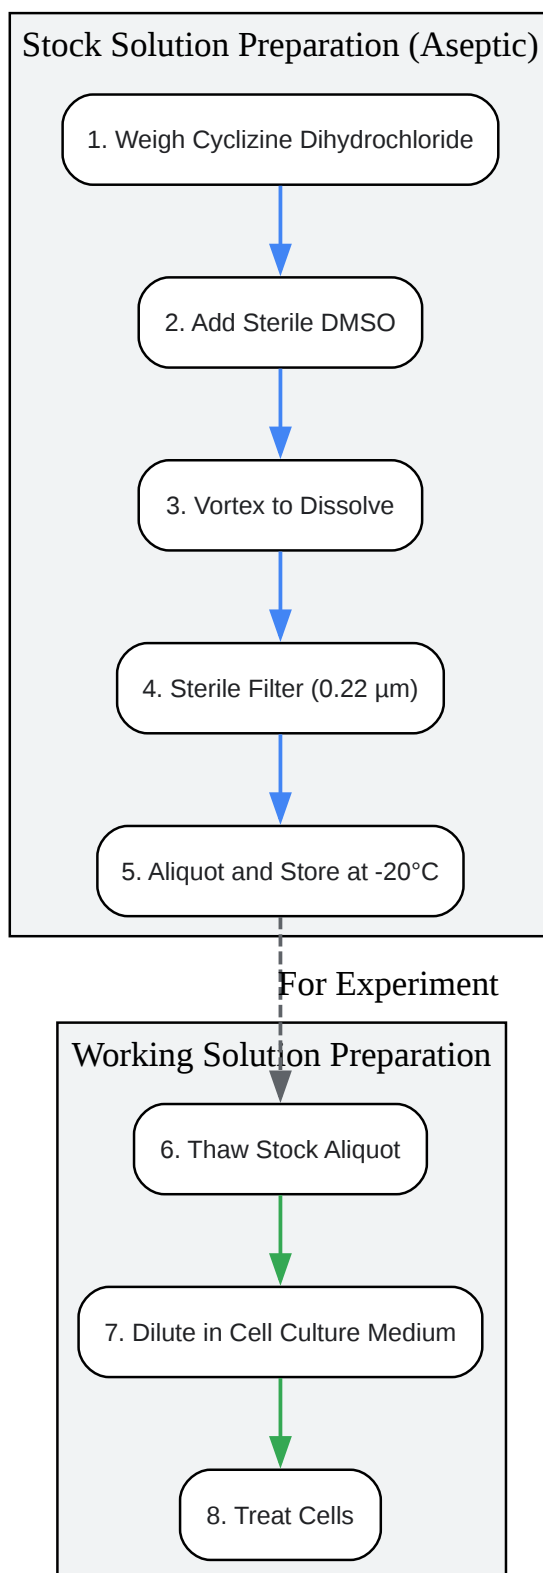 Stock Solution Preparation (Aseptic)
1. Weigh Cyclizine Dihydrochloride
2. Add Sterile DMSO
3. Vortex to Dissolve
4. Sterile Filter (0.22 µm)
5. Aliquot and Store at -20°C
For Experiment
Working Solution Preparation
6. Thaw Stock Aliquot
7. Dilute in Cell Culture Medium
8. Treat Cells